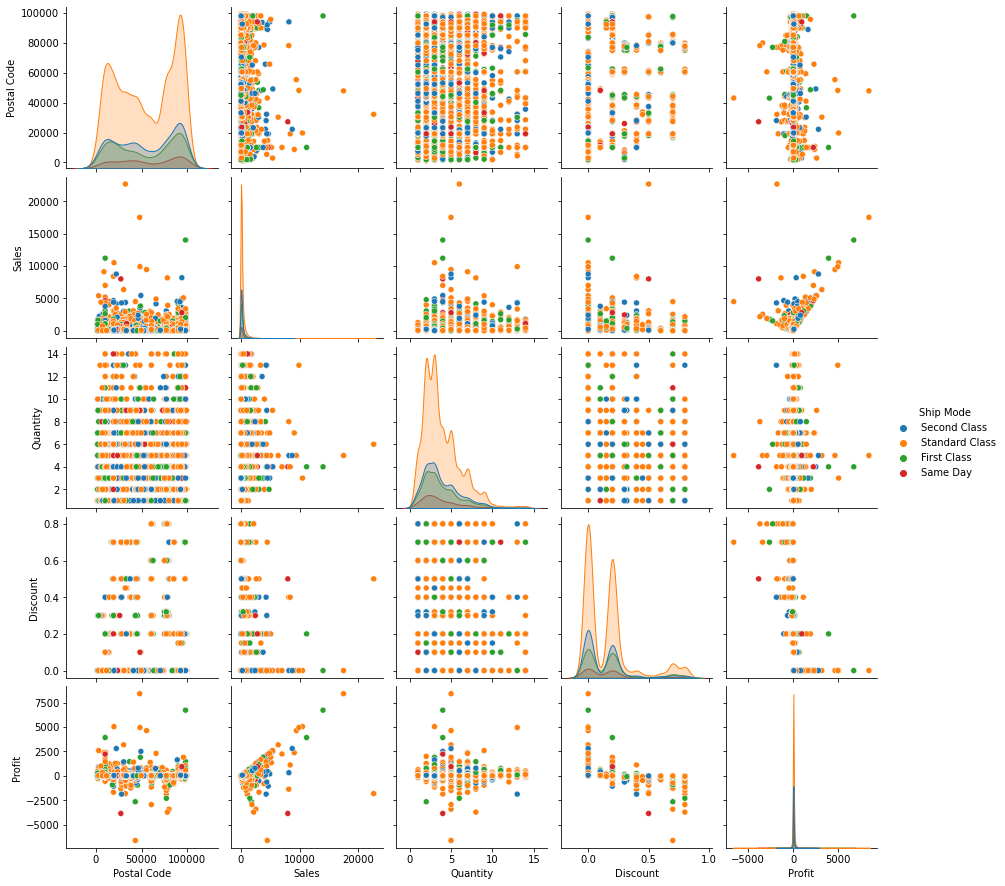 100000
80000
60000
40000
20000
0
Postal Code
20000
15000
10000
5000
0
Sales
14
12
10
8
6
4
2
Quantity
Ship Mode
Second Class
Standard Class
First Class
Same Day
0.8
0.6
0.4
0.2
0.0
Discount
7500
5000
2500
0
−2500
−5000
Profit
0 50000 100000
0 10000 20000
0 5 10 15
0.0 0.5 1.0
−5000 0 5000
Postal Code Sales Quantity Discount Profit